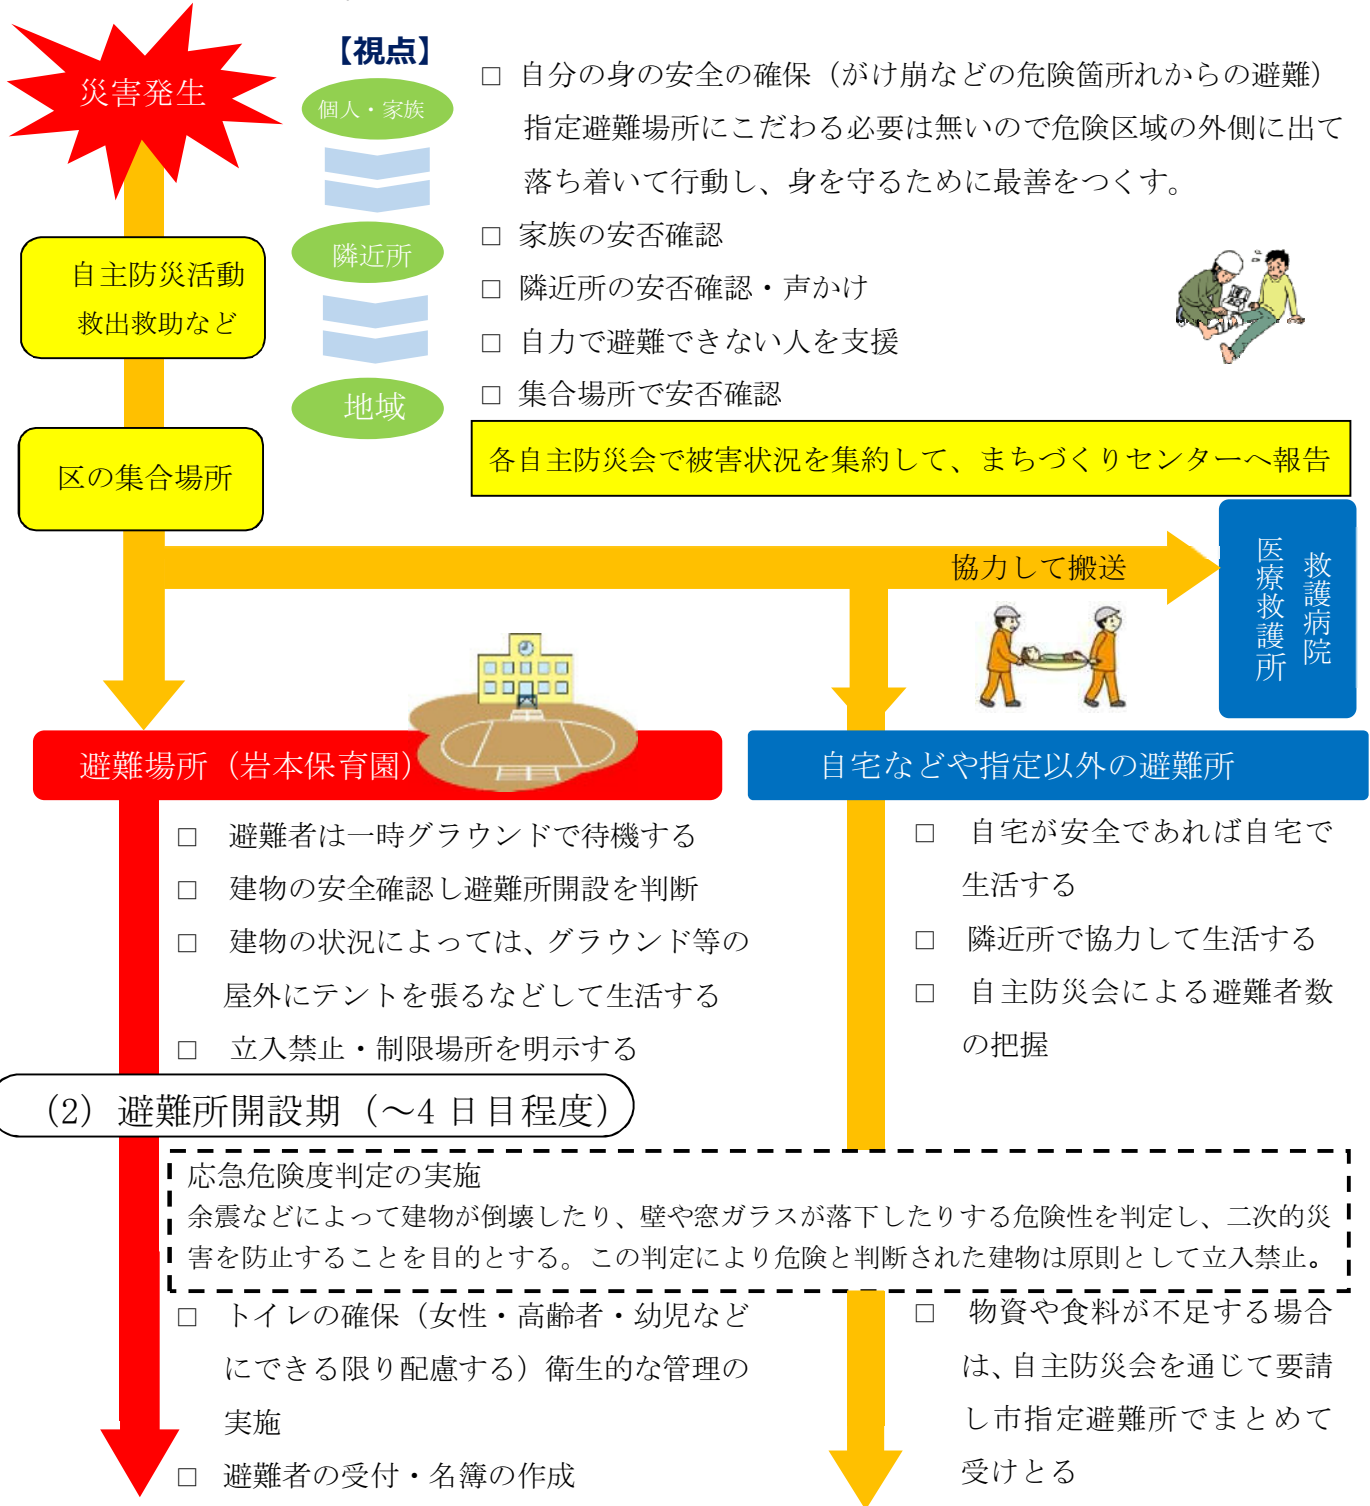 災害発生
【視点】
個人・家族
□ 自分の身の安全の確保（がけ崩などの危険箇所れからの避難）
指定避難場所にこだわる必要は無いので危険区域の外側に出て
落ち着いて行動し、身を守るために最善をつくす。
隣近所
□ 家族の安否確認
□ 隣近所の安否確認・声かけ
□ 自力で避難できない人を支援
自主防災活動
救出救助など
地域
□ 集合場所で安否確認
区の集合場所
各自主防災会で被害状況を集約して、まちづくりセンターへ報告
協力して搬送
救護病院
医療救護所
避難場所（岩本保育園）
□ 避難者は一時グラウンドで待機する
□ 建物の安全確認し避難所開設を判断
□ 建物の状況によっては、グラウンド等の
屋外にテントを張るなどして生活する
□ 立入禁止・制限場所を明示する
自宅などや指定以外の避難所
□ 自宅が安全であれば自宅で
生活する
□ 隣近所で協力して生活する
□ 自主防災会による避難者数
の把握
（2）避難所開設期（～4 日目程度）
応急危険度判定の実施
余震などによって建物が倒壊したり、壁や窓ガラスが落下したりする危険性を判定し、二次的災
害を防止することを目的とする。この判定により危険と判断された建物は原則として立入禁止。
□ トイレの確保（女性・高齢者・幼児など
にできる限り配慮する）衛生的な管理の
実施
□ 避難者の受付・名簿の作成
□ 物資や食料が不足する場合
は、自主防災会を通じて要請
し市指定避難所でまとめて
受けとる